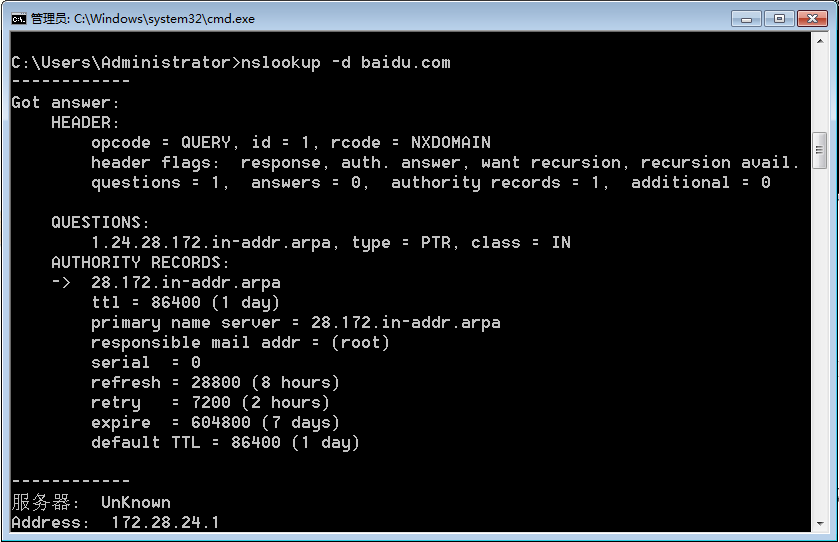 管理员: C:\Windows\system32\cmd.exe
C:\Users\Administrator>nslookup -d baidu.com
------------
Got answer:
    HEADER:
        opcode = QUERY, id = 1, rcode = NXDOMAIN
        header flags:  response, auth. answer, want recursion, recursion avail.
        questions = 1,  answers = 0,  authority records = 1,  additional = 0
    QUESTIONS:
        1.24.28.172.in-addr.arpa, type = PTR, class = IN
    AUTHORITY RECORDS:
    ->  28.172.in-addr.arpa
        ttl = 86400 (1 day)
        primary name server = 28.172.in-addr.arpa
        responsible mail addr = (root)
        serial  = 0
        refresh = 28800 (8 hours)
        retry   = 7200 (2 hours)
        expire  = 604800 (7 days)
        default TTL = 86400 (1 day)
------------
服务器:  UnKnown
Address:  172.28.24.1